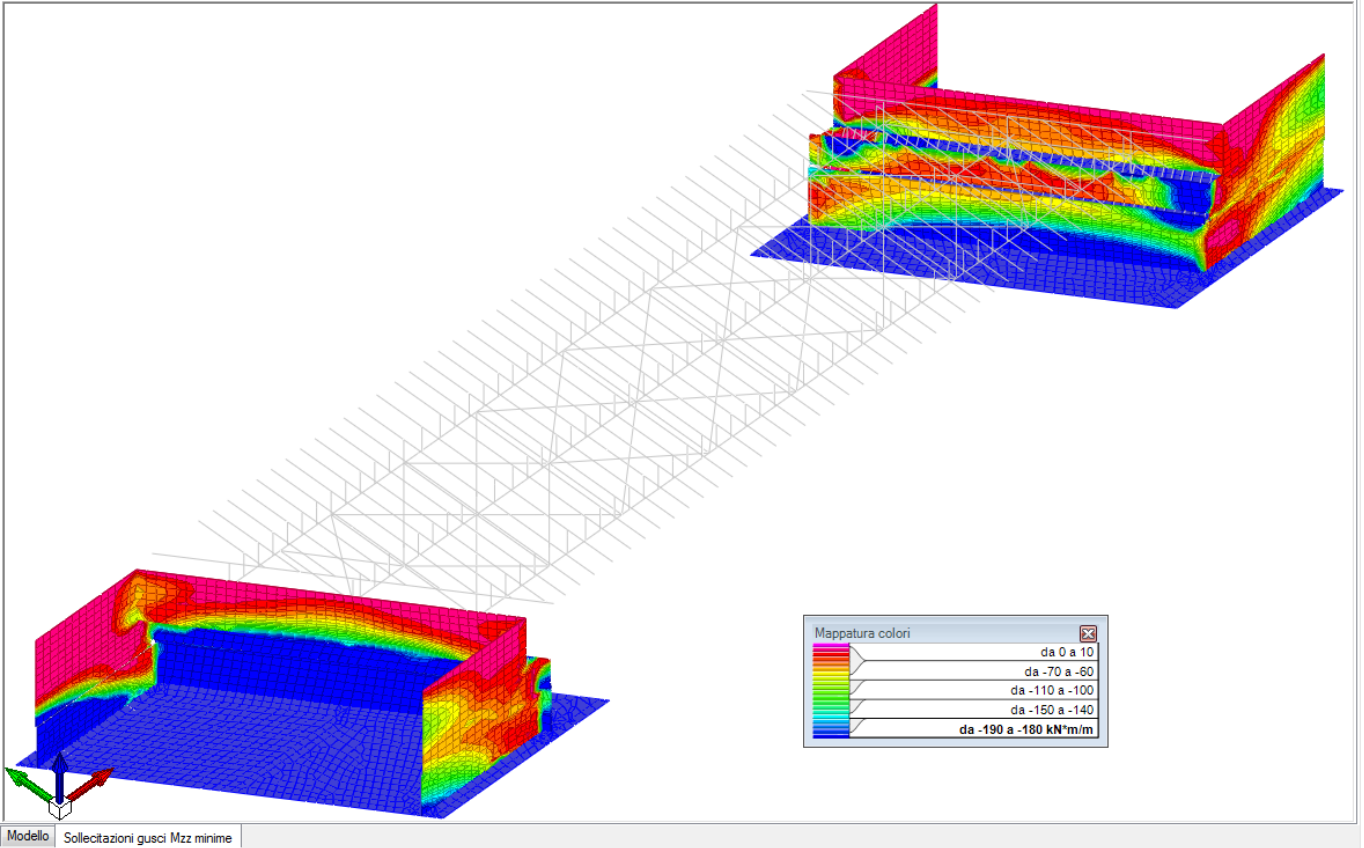 Mappatura colori
da 0 a 10
da -70 a -60
da -110 a -100
da -150 a -140
da -190 a -180 kN*m/m
Modello
Sollecitazioni gusci Mzz minime